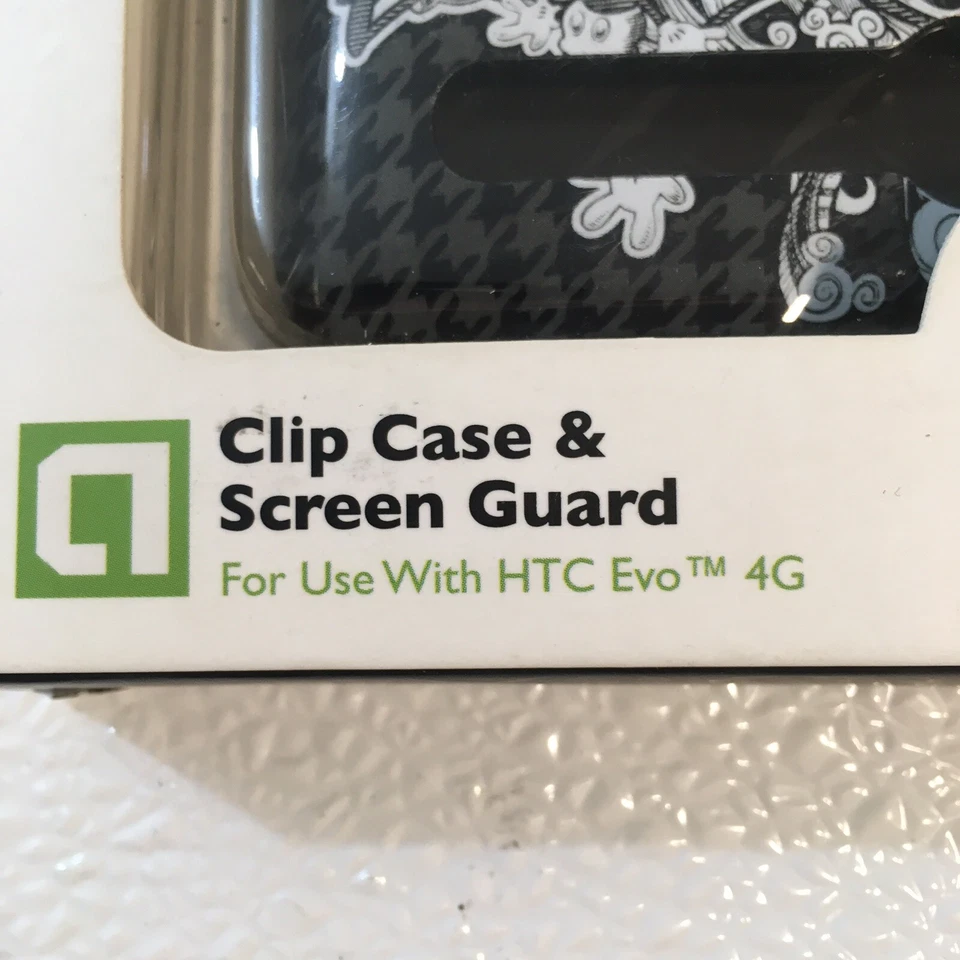 Clip Case &
Screen Guard
For Use With HTC Evo™ 4G